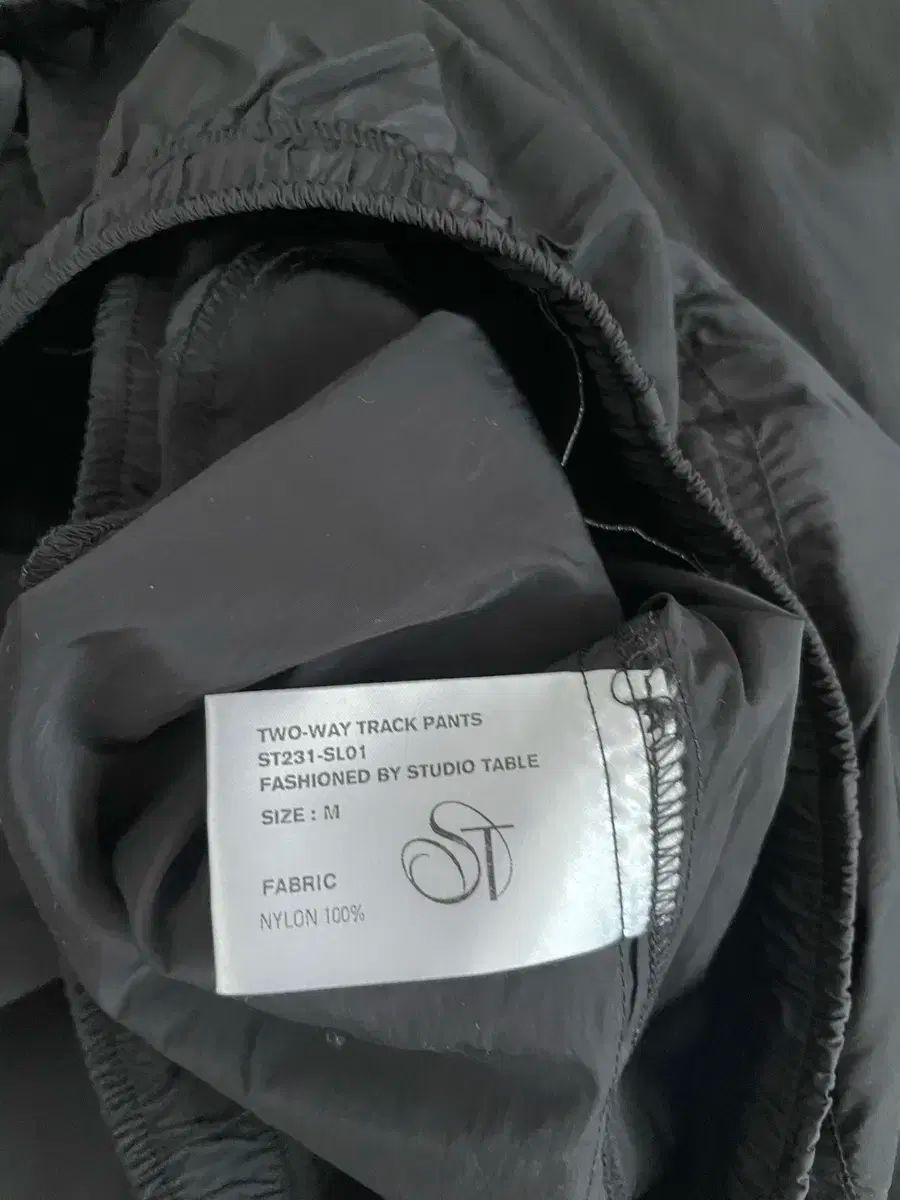 TWO-WAY TRACK PANTS
ST231-SL01
FASHIONED BY STUDIO TABLE
SIZE : M
ST
FABRIC
NYLON 100%